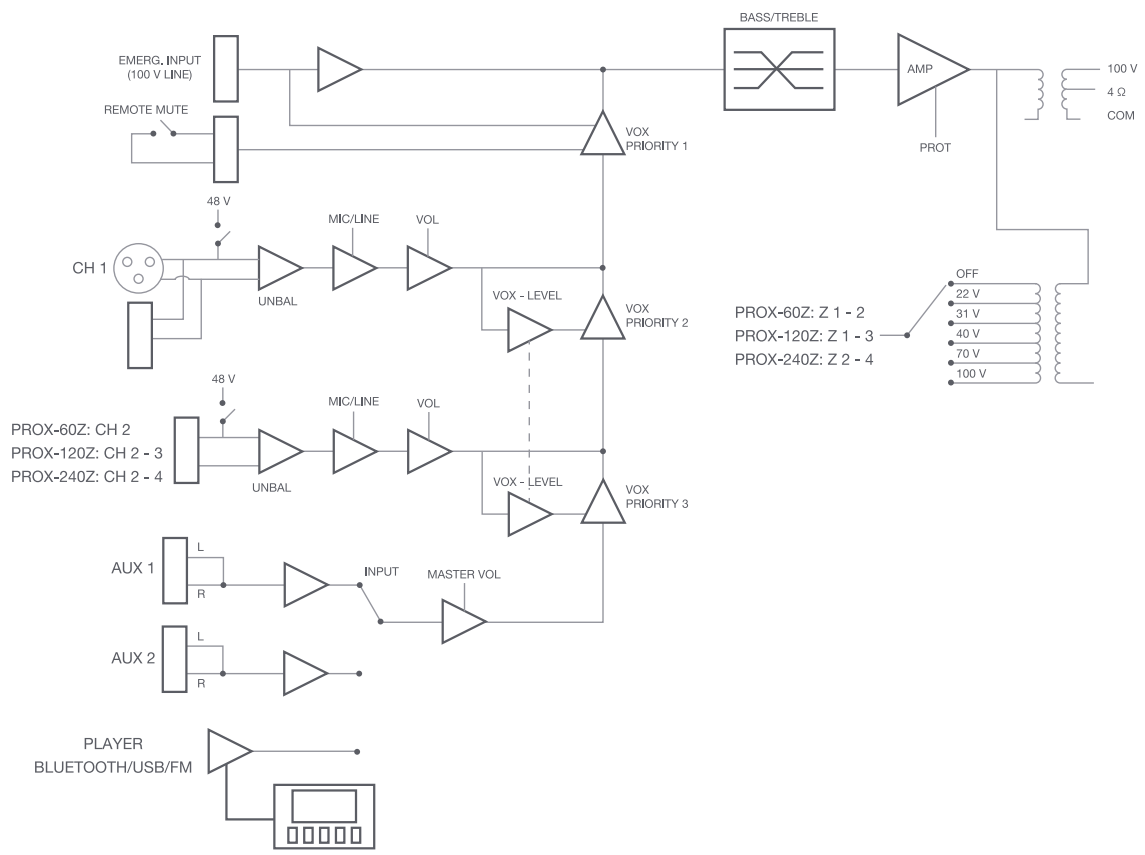 BASS/TREBLE
EMERG. INPUT
(100 V LINE)
AMP
100 V
4 Ω
COM
REMOTE MUTE
VOX
PRIORITY 1
PROT
48 V
MIC/LINE
VOL
CH 1
UNBAL
VOX - LEVEL
VOX
PRIORITY 2
OFF
22 V
31 V
40 V
70 V
100 V
PROX-60Z: Z 1 - 2
PROX-120Z: Z 1 - 3
PROX-240Z: Z 2 - 4
48 V
MIC/LINE
VOL
PROX-60Z: CH 2
PROX-120Z: CH 2 - 3
PROX-240Z: CH 2 - 4
UNBAL
VOX - LEVEL
VOX
PRIORITY 3
AUX 1
L
R
INPUT
MASTER VOL
AUX 2
L
R
PLAYER
BLUETOOTH/USB/FM